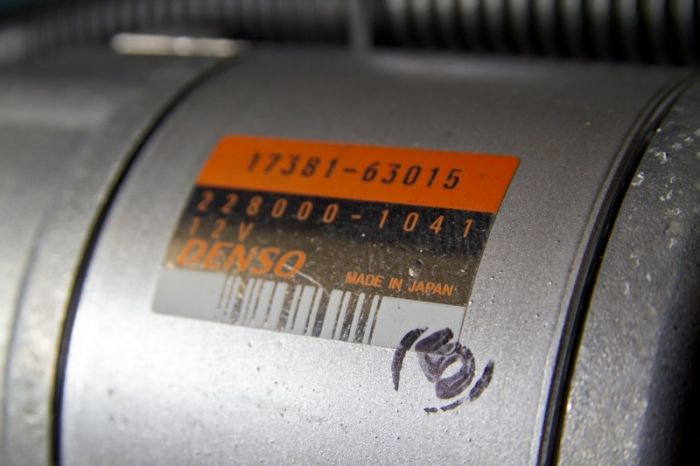 17381-63015
228000-1041
12V
DENSO
MADE IN JAPAN